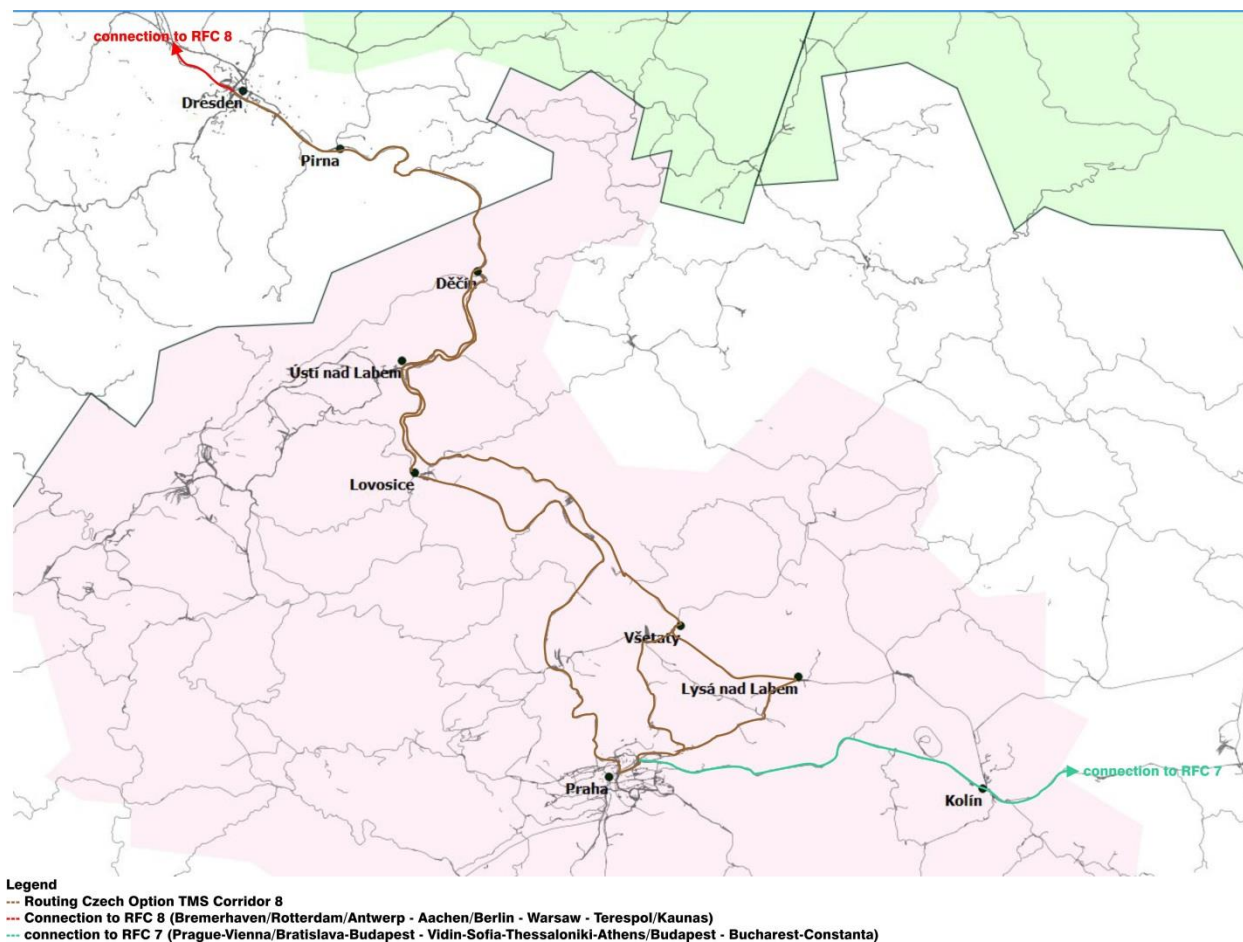 connection to RFC 8
Dresden
Pirna
Děčín
Ústí nad Labem
Lovosice
Všetaty
Lysá nad Labem
connection to RFC 7
Praha
Kolín
Legend
--- Routing Czech Option TMS Corridor 8
--- Connection to RFC 8 (Bremerhaven/Rotterdam/Antwerp - Aachen/Berlin - Warsaw - Terespol/Kaunas)
--- connection to RFC 7 (Prague-Vienna/Bratislava-Budapest - Vidin-Sofia-Thessaloniki-Athens/Budapest - Bucharest-Constanta)